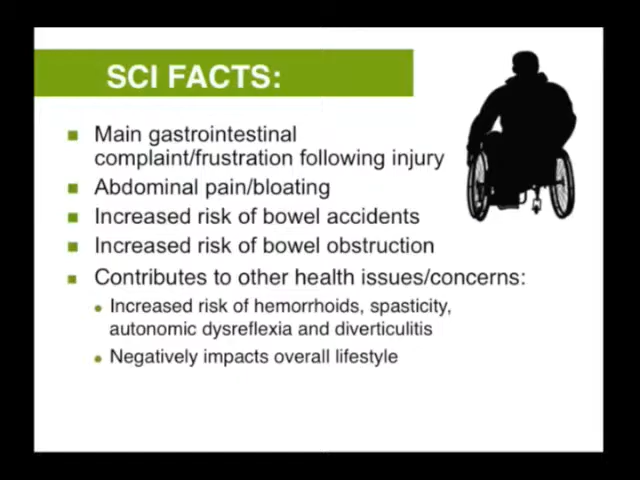 SCI FACTS:
Main gastrointestinal
complaint/frustration following injury
Abdominal pain/bloating
Increased risk of bowel accidents
Increased risk of bowel obstruction
Contributes to other health issues/concerns:
Increased risk of hemorrhoids, spasticity,
autonomic dysreflexia and diverticulitis
Negatively impacts overall lifestyle